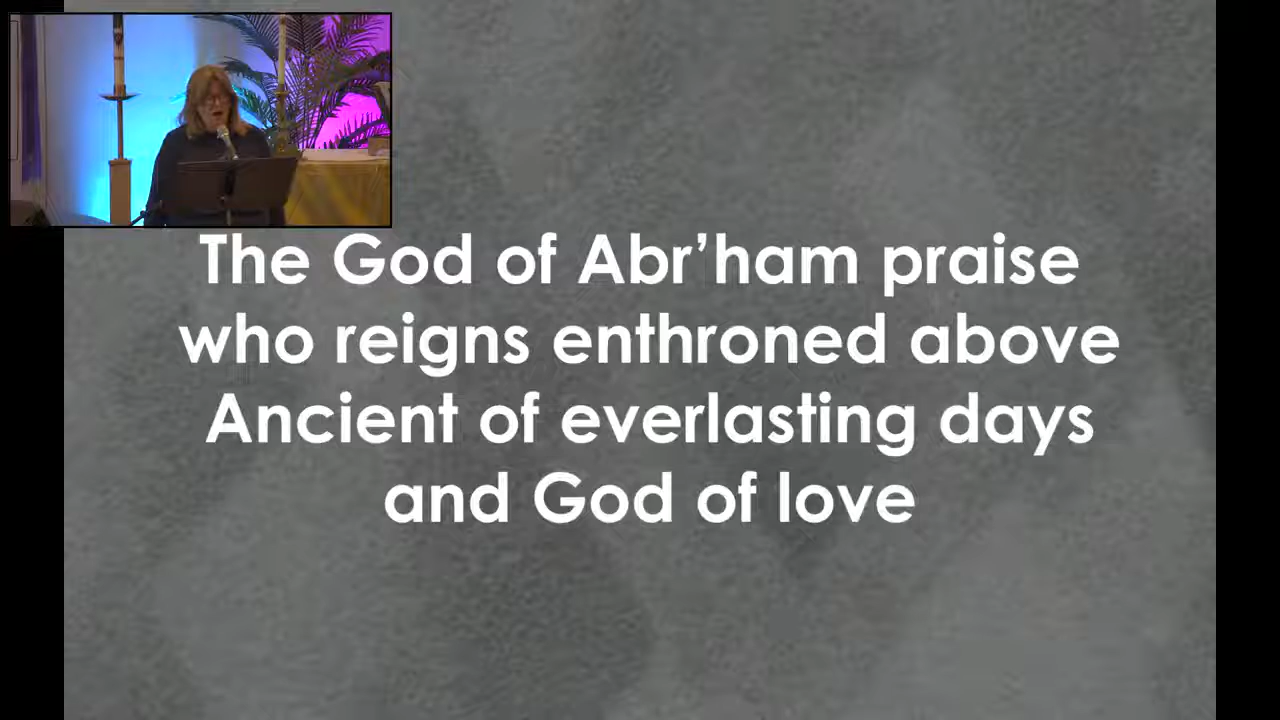 The God of Abr’ham praise
who reigns enthroned above
Ancient of everlasting days
and God of love